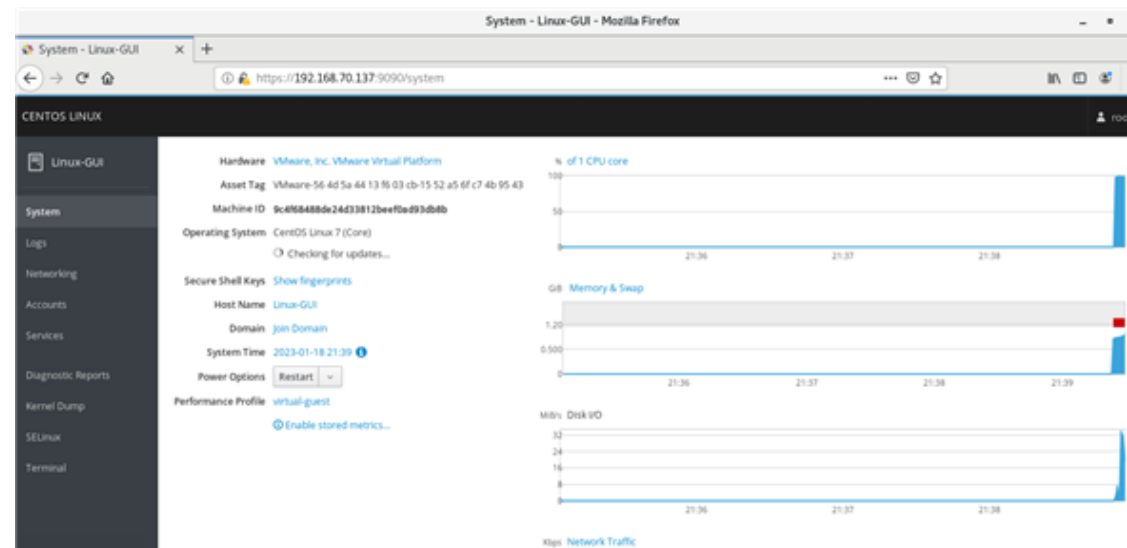 System - Linux-GUI - Mozilla Firefox
System - Linux-GUI
https://192.168.70.137:9090/system
CENTOS LINUX
Linux-GUI
System
Logs
Networking
Accounts
Services
Diagnostic Reports
Kernel Dump
SELinux
Terminal
Hardware VMware, Inc. VMware Virtual Platform
Asset Tag VMware-56 4d 5a 44 13 f6 03 cb-15 52 a5 6f c7 4b 95 43
Machine ID 9c4f68488de24d33812beef0ad93db8b
Operating System CentOS Linux 7 (Core)
Checking for updates...
Secure Shell Keys Show fingerprints
Host Name Linux-GUI
Domain Join Domain
System Time 2023-01-18 21:39
Power Options Restart
Performance Profile virtual-guest
Enable stored metrics...
% of 1 CPU core
100
50
0
21:36 21:37 21:38
GiB Memory & Swap
1.20
0.500
0
21:36 21:37 21:38 21:39
MiB/s Disk I/O
32
24
16
8
0
21:36 21:37 21:38
Kbps Network Traffic